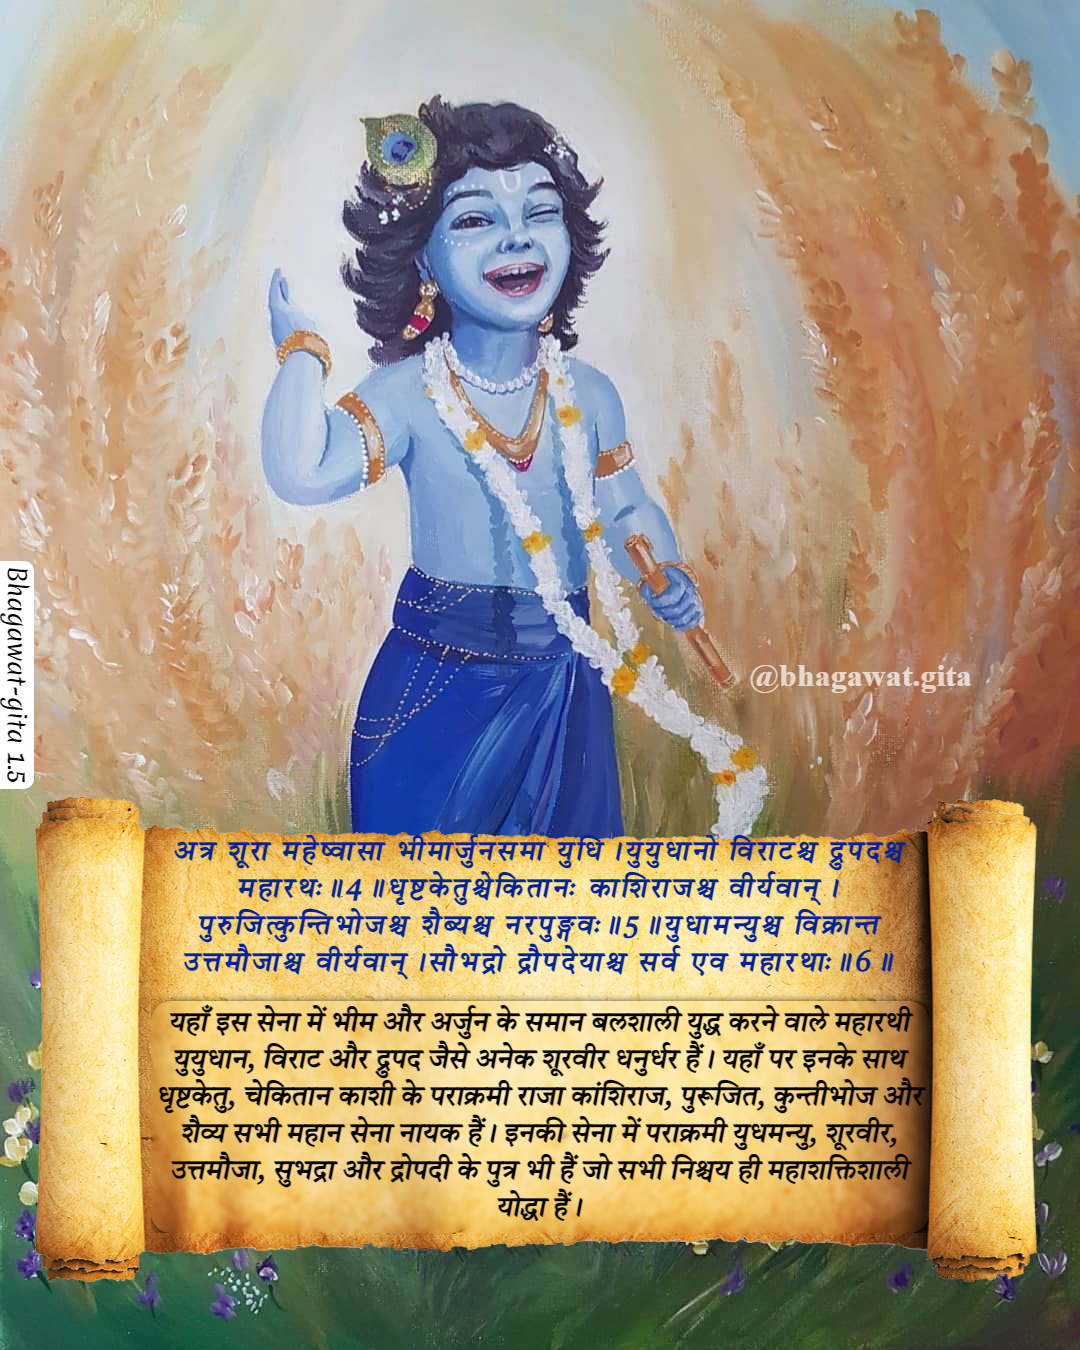 Bhagawat-gita 1.5
@bhagawat.gita
अत्र शूरा महेष्वासा भीमार्जुनसमा युधि ।युयुधानो विराटश्च द्रुपदश्च
महारथः॥4॥धृष्टकेतुश्चेकितानः काशिराजश्च वीर्यवान् ।
पुरुजित्कुन्तिभोजश्च शैब्यश्च नरपुङ्गवः॥5॥युधामन्युश्च विक्रान्त
उत्तमौजाश्च वीर्यवान् ।सौभद्रो द्रौपदेयाश्च सर्व एव महारथाः॥6॥
यहाँ इस सेना में भीम और अर्जुन के समान बलशाली युद्ध करने वाले महारथी
युयुधान, विराट और द्रुपद जैसे अनेक शूरवीर धनुर्धर हैं। यहाँ पर इनके साथ
धृष्टकेतु, चेकितान काशी के पराक्रमी राजा कांशिराज, पुरूजित, कुन्तीभोज और
शैव्य सभी महान सेना नायक हैं। इनकी सेना में पराक्रमी युधमन्यु, शूरवीर,
उत्तमौजा, सुभद्रा और द्रोपदी के पुत्र भी हैं जो सभी निश्चय ही महाशक्तिशाली
योद्धा हैं।